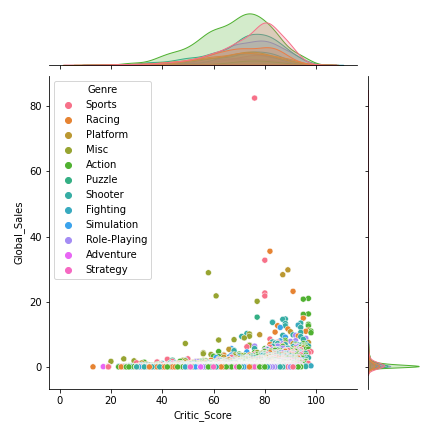 Genre
Sports
Racing
Platform
Misc
Action
Puzzle
Shooter
Fighting
Simulation
Role-Playing
Adventure
Strategy
80
60
40
20
0
Global_Sales
0 20 40 60 80 100
Critic_Score